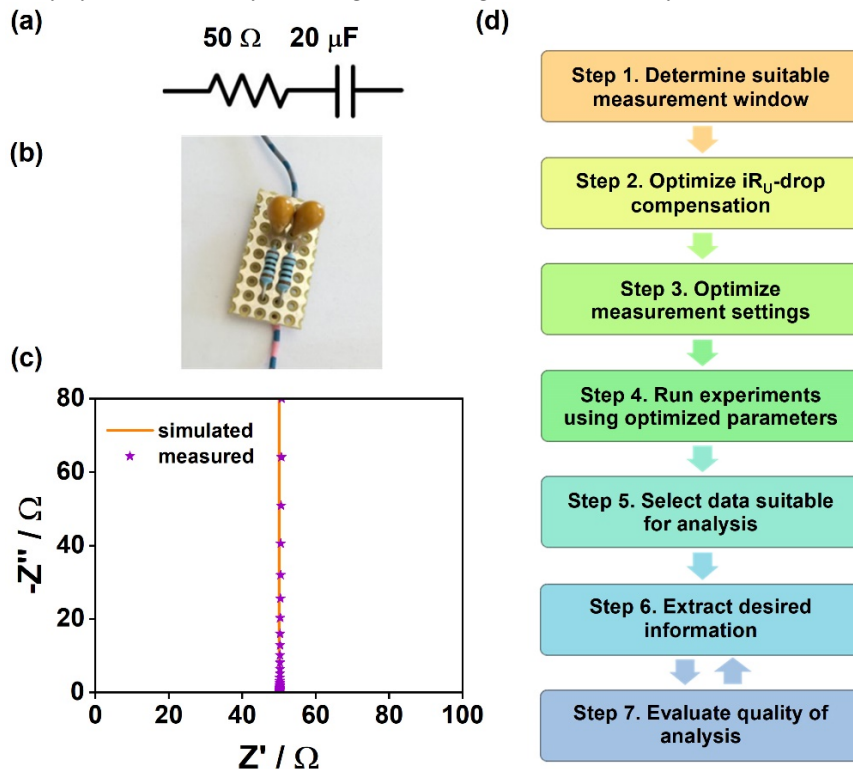 (a)
50 Ω 20 μF
(b)
(c)
80
60
40
20
0
-Z'' / Ω
simulated
measured
0 20 40 60 80 100
Z' / Ω
(d)
Step 1. Determine suitable
measurement window
Step 2. Optimize iRU-drop
compensation
Step 3. Optimize
measurement settings
Step 4. Run experiments
using optimized parameters
Step 5. Select data suitable
for analysis
Step 6. Extract desired
information
Step 7. Evaluate quality of
analysis